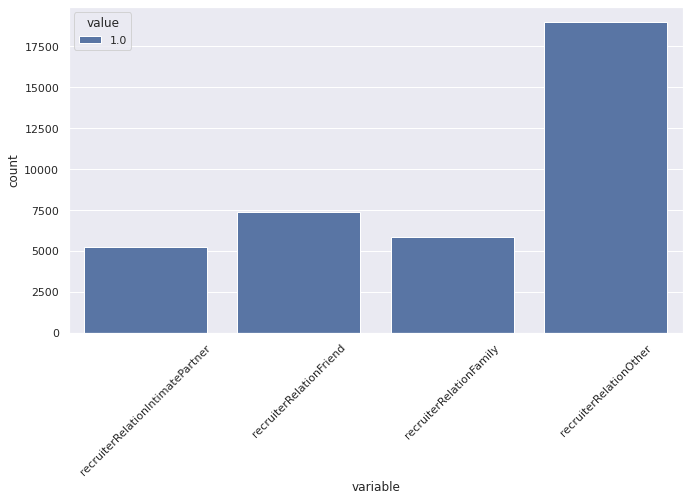 value
1.0
17500
15000
12500
10000
7500
5000
2500
0
count
recruiterRelationIntimatePartner
recruiterRelationFriend
recruiterRelationFamily
recruiterRelationOther
variable